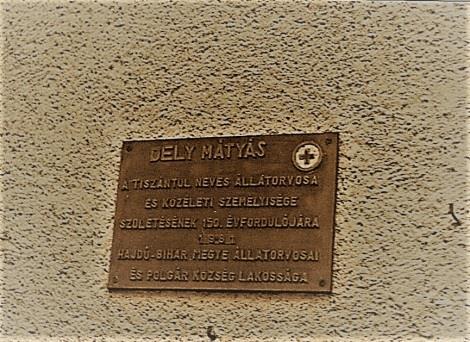 DELY MÁTYÁS
A TISZÁNTÚL NEVES ÁLLATORVOSA
ÉS KÖZÉLETI SZEMÉLYISÉGE
SZÜLETÉSÉNEK 150. ÉVFORDULÓJÁRA
HAJDÚ-BIHAR MEGYE ÁLLATORVOSAI
ÉS POLGÁR KÖZSÉG LAKOSSÁGA